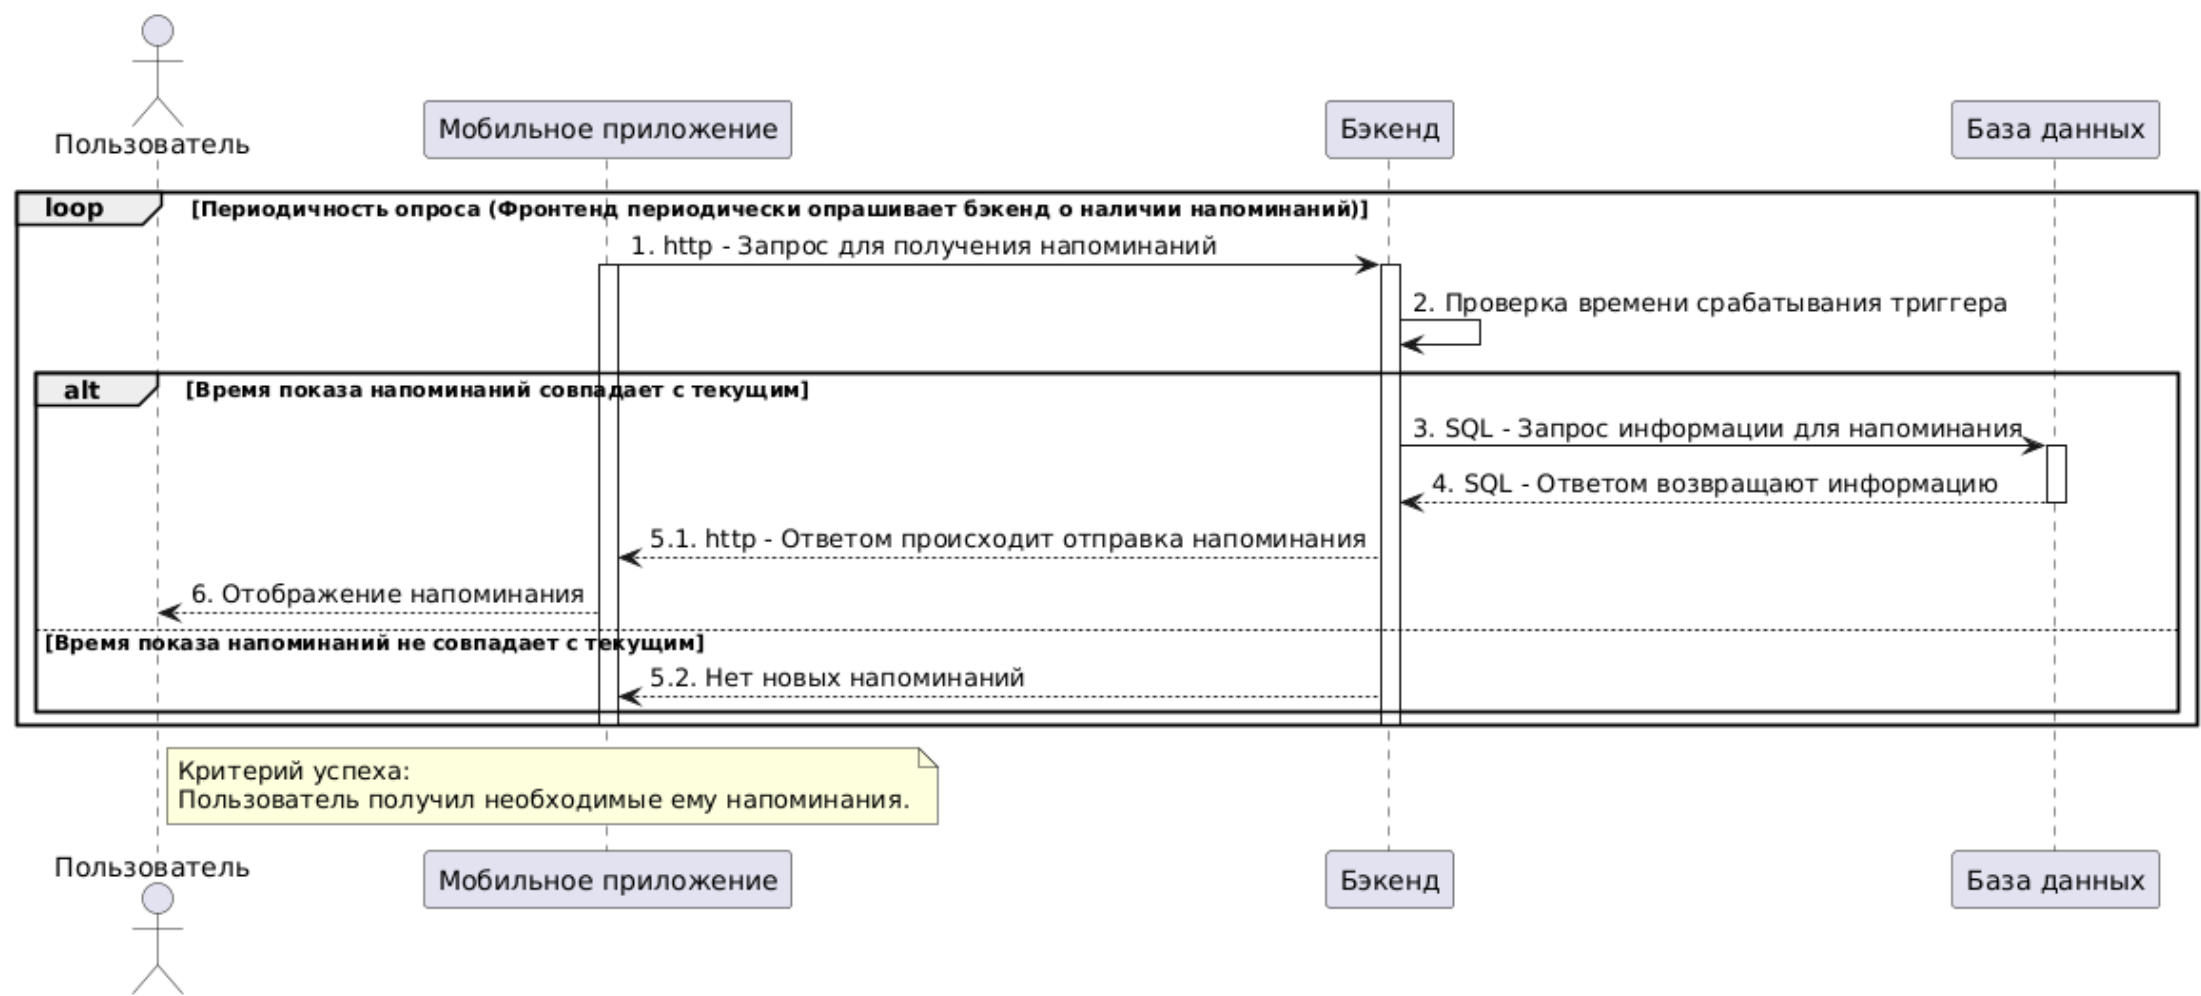 Пользователь
Мобильное приложение
Бэкенд
База данных
loop
[Периодичность опроса (Фронтенд периодически опрашивает бэкенд о наличии напоминаний)]
1. http - Запрос для получения напоминаний
2. Проверка времени срабатывания триггера
alt
[Время показа напоминаний совпадает с текущим]
3. SQL - Запрос информации для напоминания
4. SQL - Ответом возвращают информацию
5.1. http - Ответом происходит отправка напоминания
6. Отображение напоминания
[Время показа напоминаний не совпадает с текущим]
5.2. Нет новых напоминаний
Критерий успеха:
Пользователь получил необходимые ему напоминания.
Пользователь
Мобильное приложение
Бэкенд
База данных